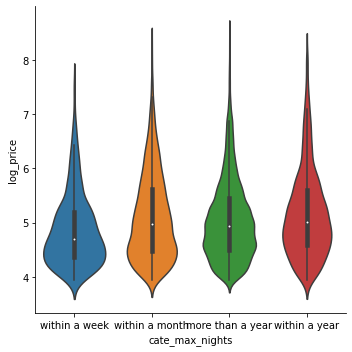 8
7
log_price
6
5
4
within a week within a month more than a year within a year
cate_max_nights